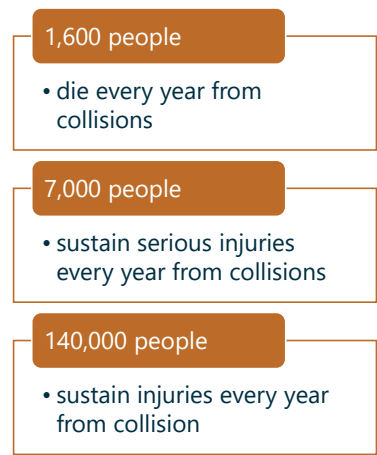 1,600 people
• die every year from
collisions
7,000 people
• sustain serious injuries
every year from collisions
140,000 people
• sustain injuries every year
from collision